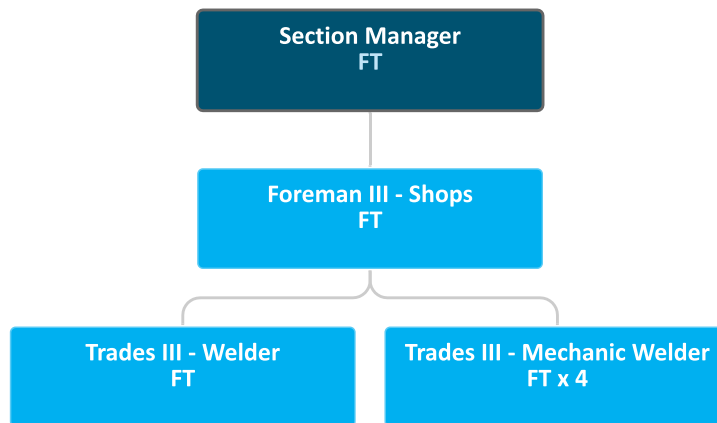 Section Manager
FT
Foreman III - Shops
FT
Trades III - Welder
FT
Trades III - Mechanic Welder
FT x 4